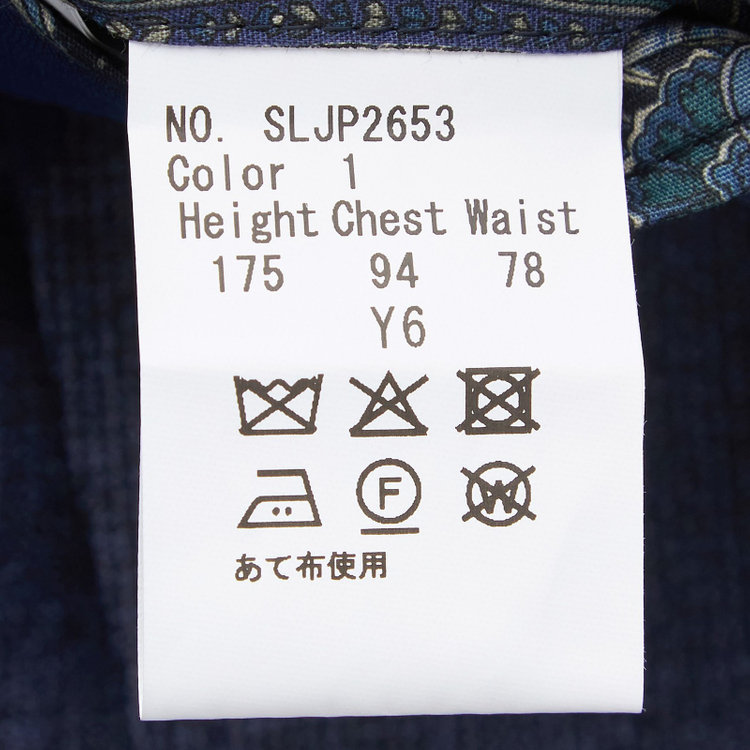 NO. SLJP2653
Color 1
Height Chest Waist
175 94 78
Y6
F W
あて布使用